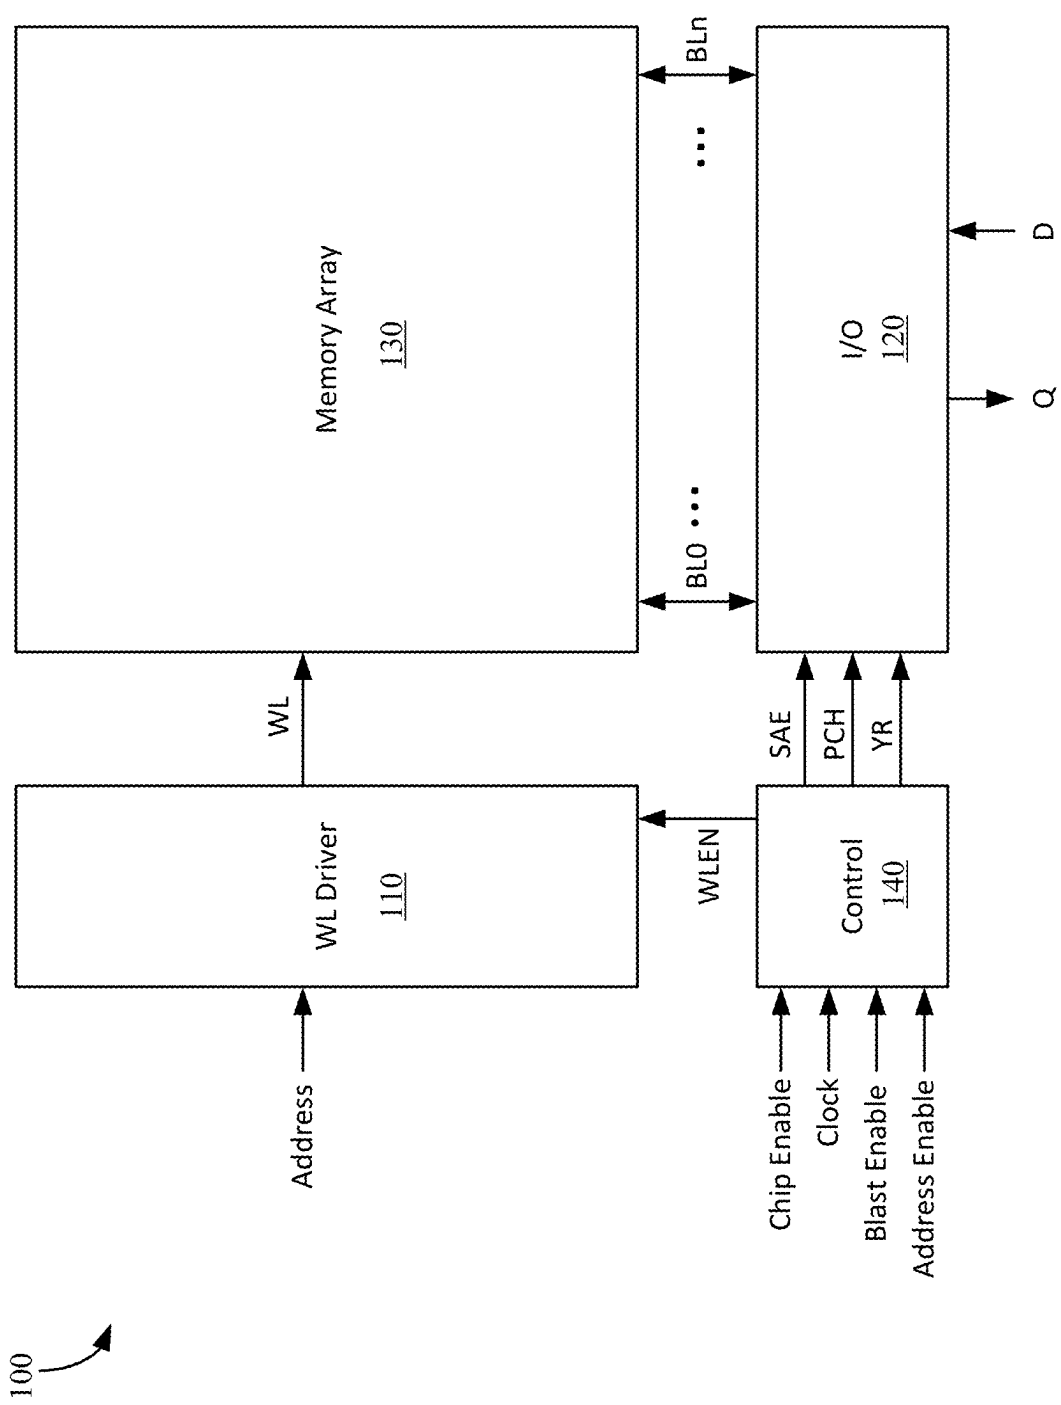 100
Address
WL Driver
110
WL
Memory Array
130
WLEN
BL0
...
...
BLn
Chip Enable
Clock
Blast Enable
Address Enable
Control
140
SAE
PCH
YR
I/O
120
Q
D